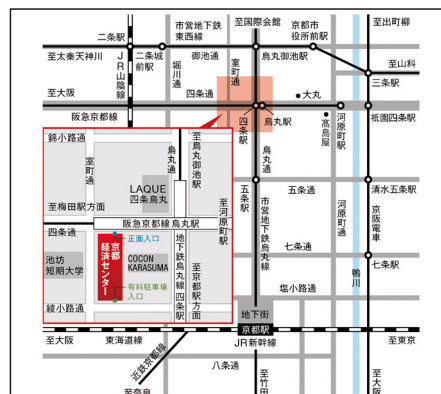 至国際会館
至出町柳
二条駅
市営地下鉄
東西線
京都市
役所前駅
至太秦天神川
二条城
前駅
御池通
烏丸御池駅
至山科
三条駅
JR山陰線
堀川通
室町通
至大阪
四条通
大丸
阪急京都線
四条駅
烏丸駅
高島屋
河原町駅
祇園四条駅
錦小路通
室町通
烏丸通
至烏丸御池駅
LAQUE
四条烏丸
至梅田駅方面
阪急京都線烏丸駅
至河原町駅
四条通
正面入口
京都
経済センター
池坊
短期大学
COCON
KARASUMA
地下鉄烏丸線四条駅
至京都駅方面
有料駐車場
入口
綾小路通
五条駅
烏丸通
五条通
清水五条駅
市営地下鉄烏丸線
河原町通
京阪電車
七条通
七条駅
鴨川
塩小路通
地下街
京都駅
至大阪
東海道線
JR新幹線
至東京
近鉄京都線
八条通
至奈良
至竹田
至大阪